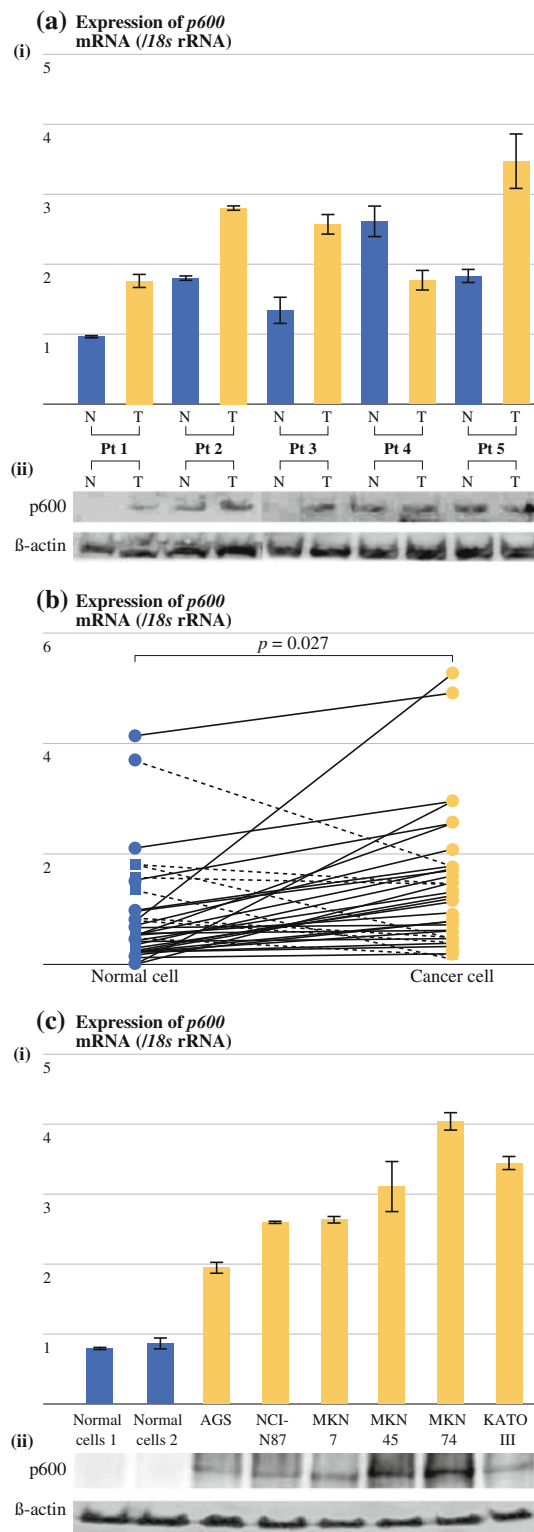 (a) Expression of p600
mRNA (/18s rRNA)
(i)
5
4
3
2
1
N T N T N T N T N T
Pt 1 Pt 2 Pt 3 Pt 4 Pt 5
(ii)
N T N T N T N T N T
p600
ß-actin
(b) Expression of p600
mRNA (/18s rRNA)
6
p = 0.027
4
2
Normal cell Cancer cell
(c) Expression of p600
mRNA (/18s rRNA)
(i)
5
4
3
2
1
Normal Normal AGS NCI- MKN MKN MKN KATO
cells 1 cells 2 N87 7 45 74 III
(ii)
p600
ß-actin